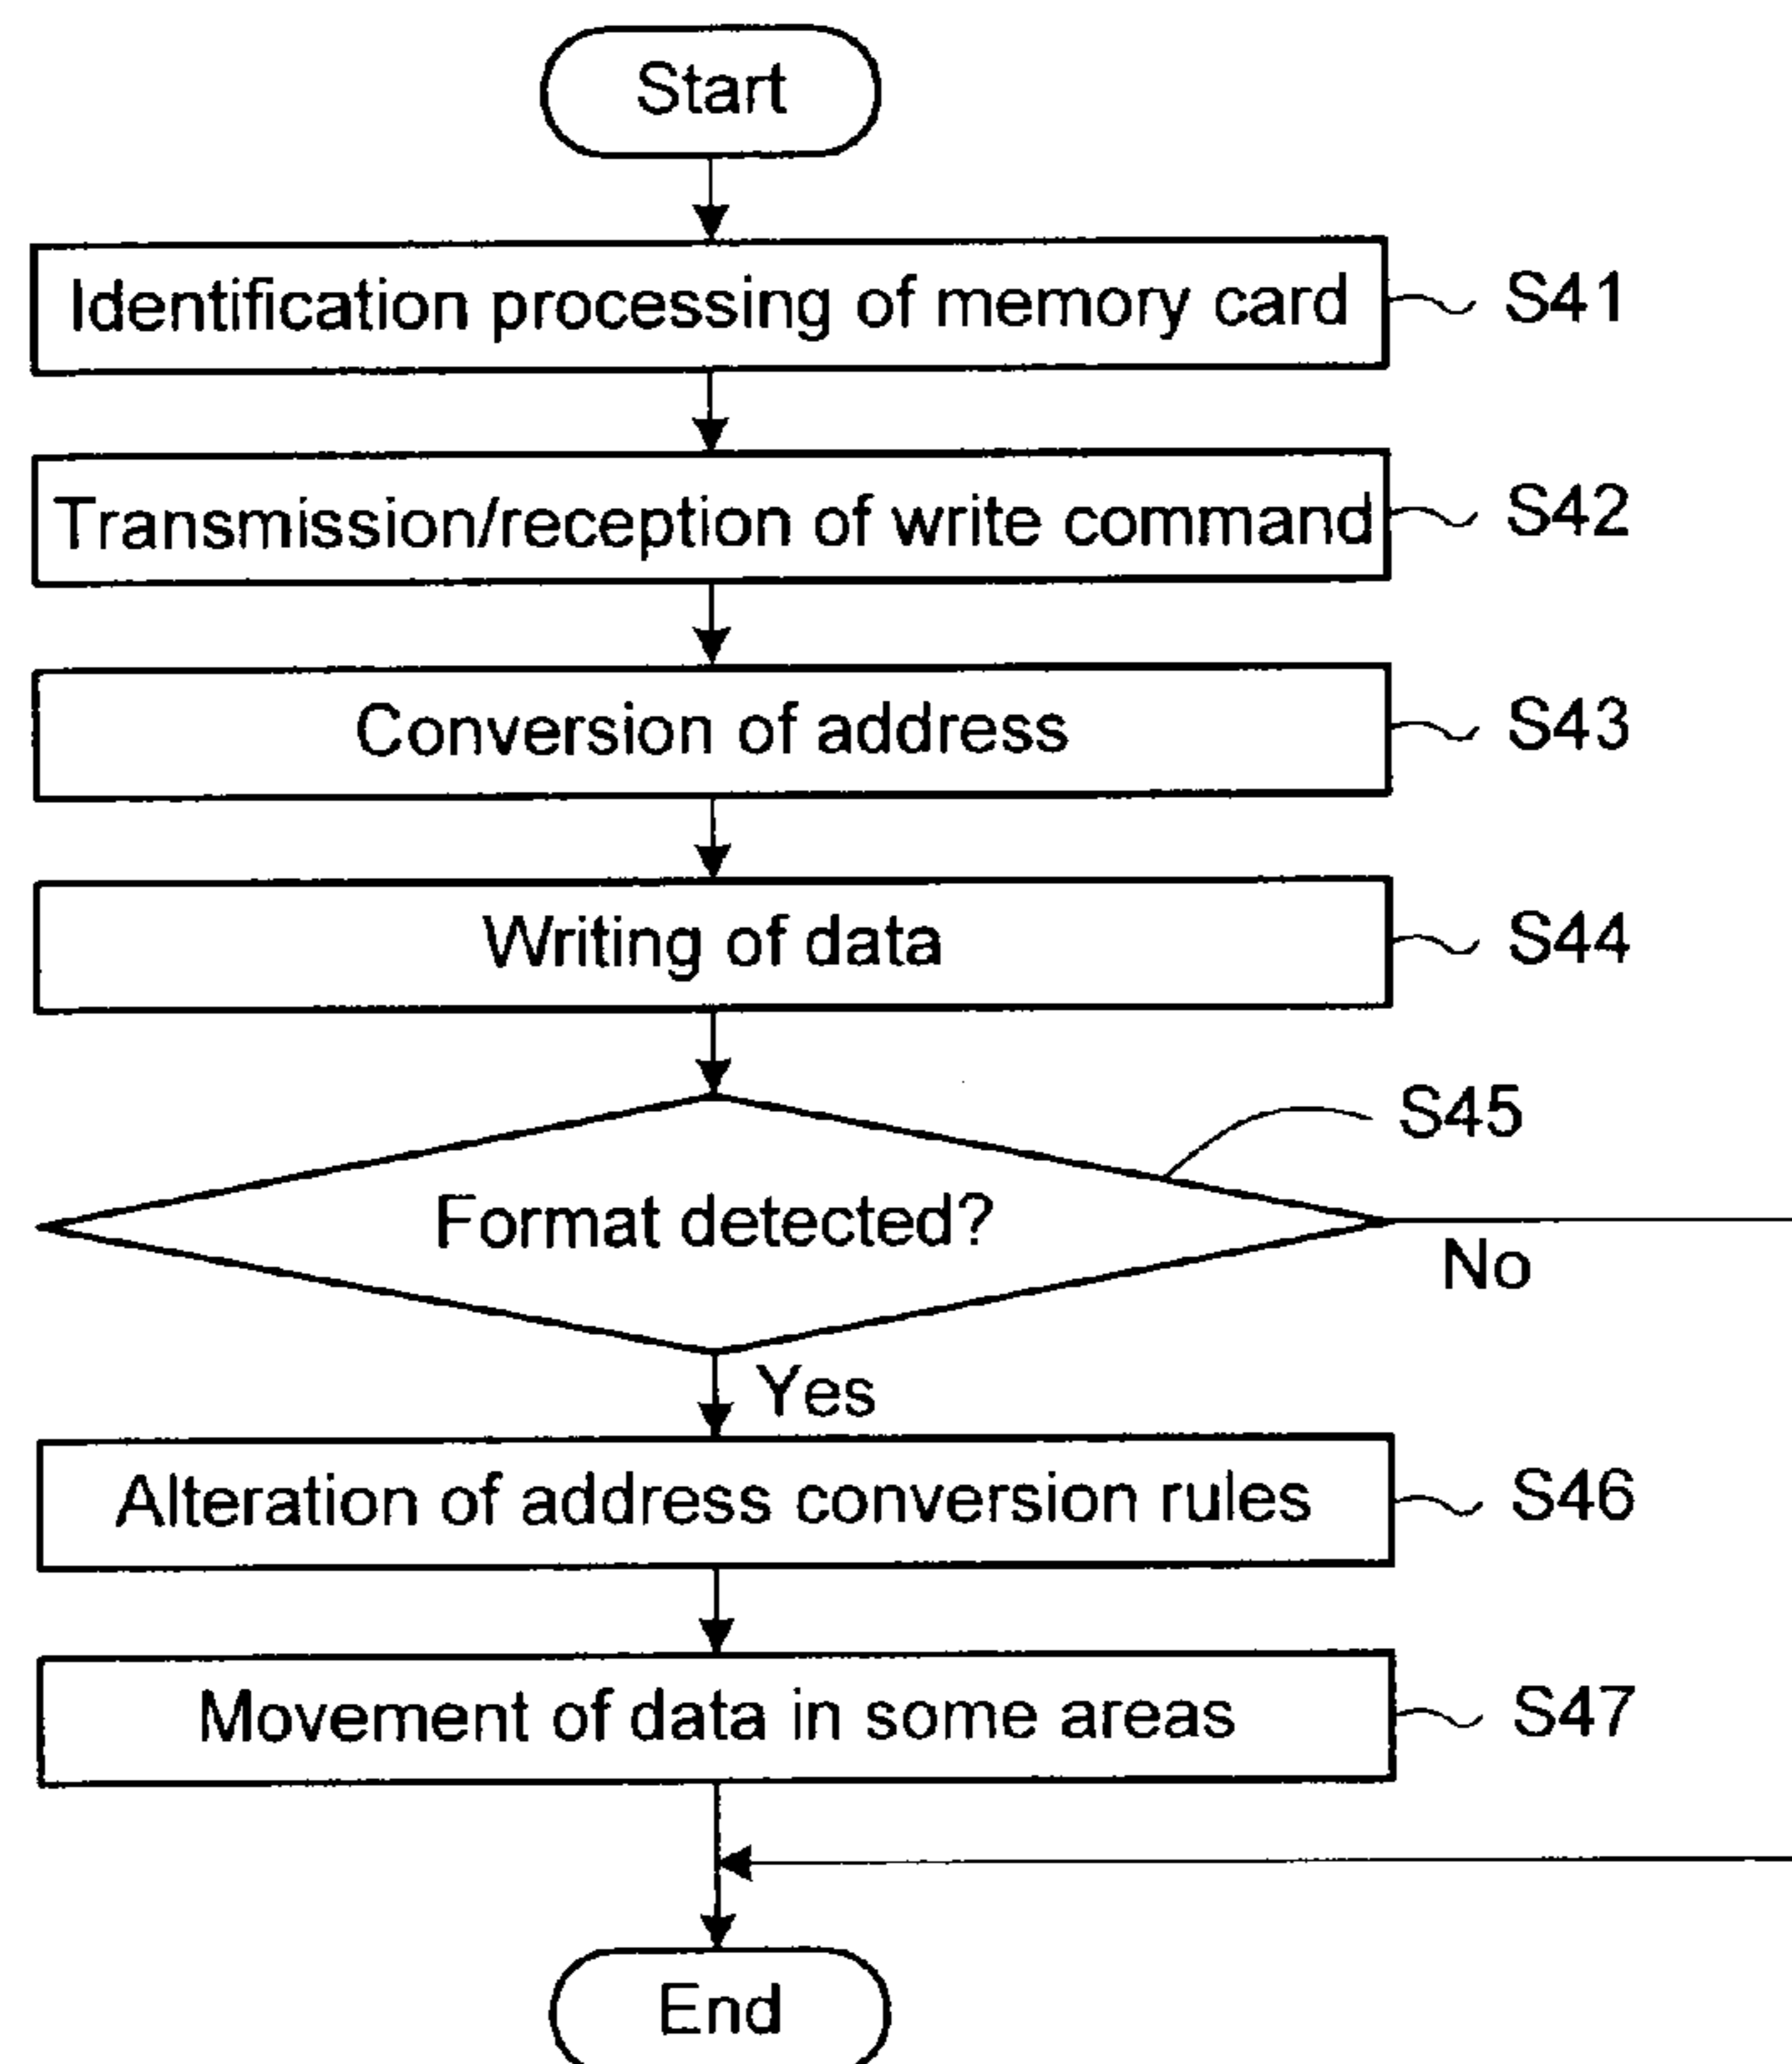 Start
Identification processing of memory card S41
Transmission/reception of write command S42
Conversion of address S43
Writing of data S44
S45
Format detected?
No
Yes
Alteration of address conversion rules S46
Movement of data in some areas S47
End